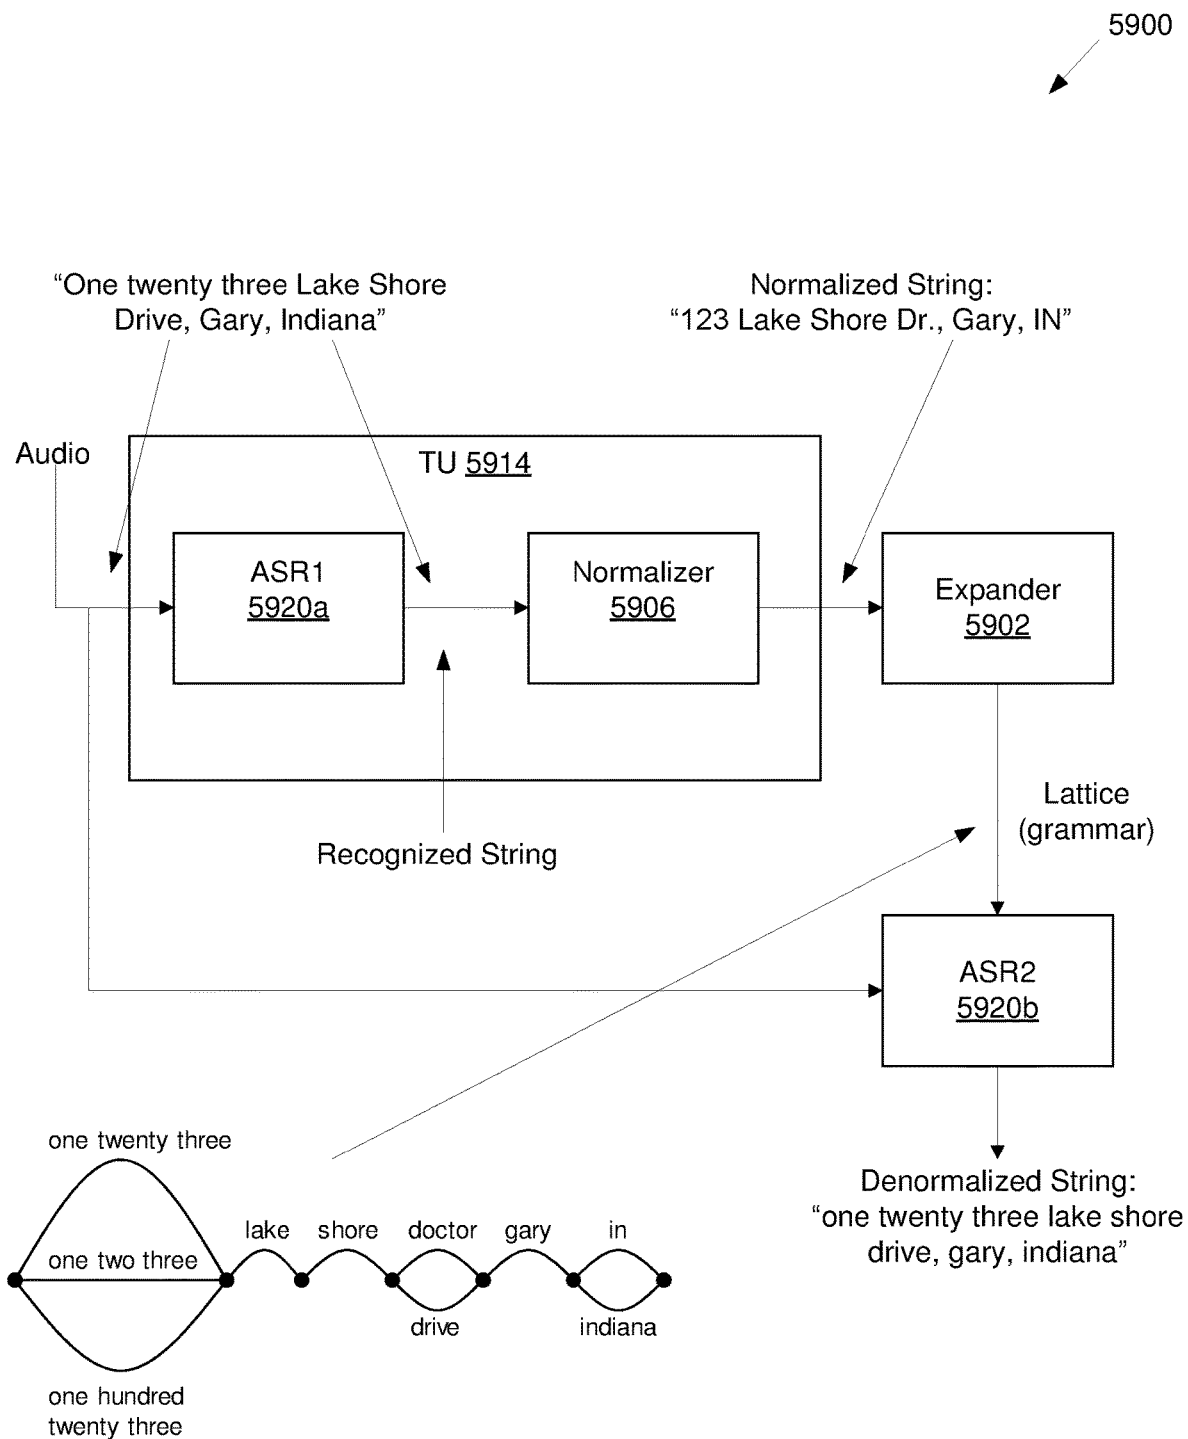 5900
“One twenty three Lake Shore
Drive, Gary, Indiana”
Normalized String:
“123 Lake Shore Dr., Gary, IN”
Audio
TU 5914
ASR1
5920a
Normalizer
5906
Expander
5902
Recognized String
Lattice
(grammar)
ASR2
5920b
Denormalized String:
“one twenty three lake shore
drive, gary, indiana”
one twenty three
one two three
one hundred
twenty three
lake
shore
doctor
drive
gary
in
indiana